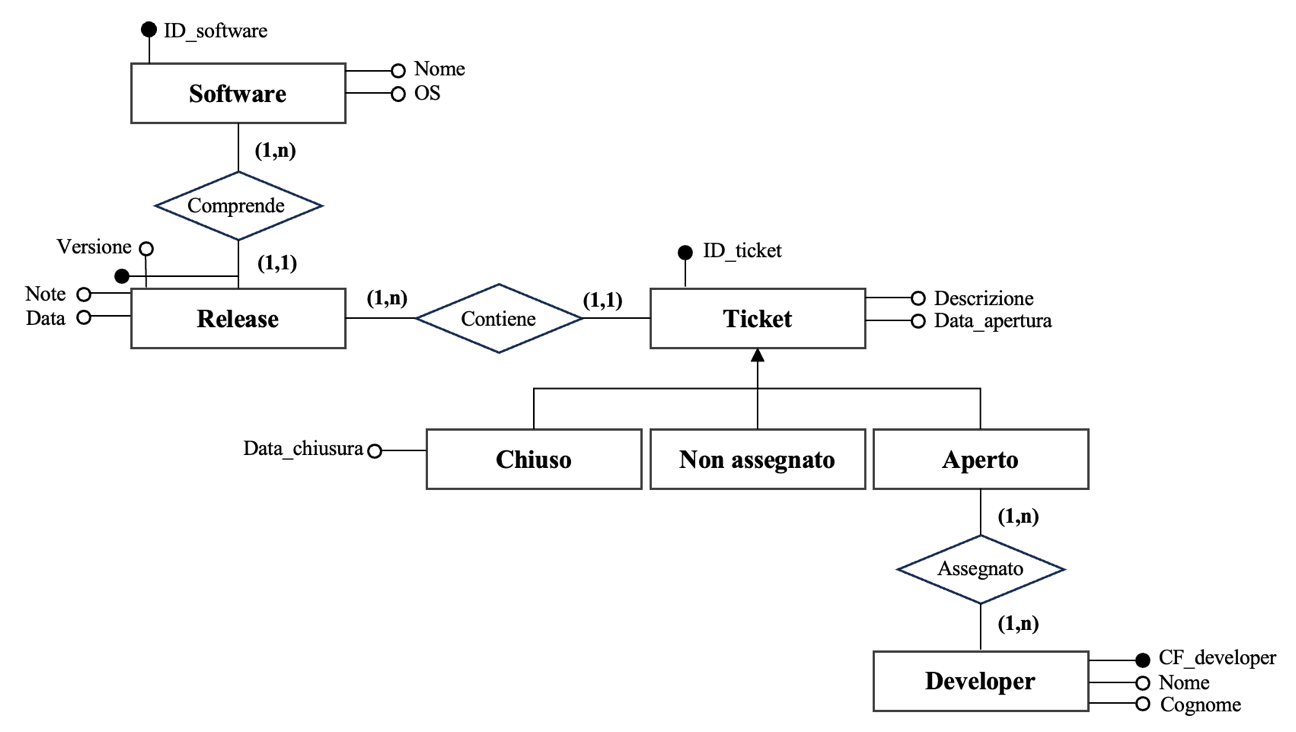 ID_software
Nome
Software
OS
(1,n)
Comprende
Versione
(1,1)
ID_ticket
Note
Data
Release
(1,n)
Contiene
(1,1)
Ticket
Descrizione
Data_apertura
Data_chiusura
Chiuso
Non assegnato
Aperto
(1,n)
Assegnato
(1,n)
Developer
CF_developer
Nome
Cognome